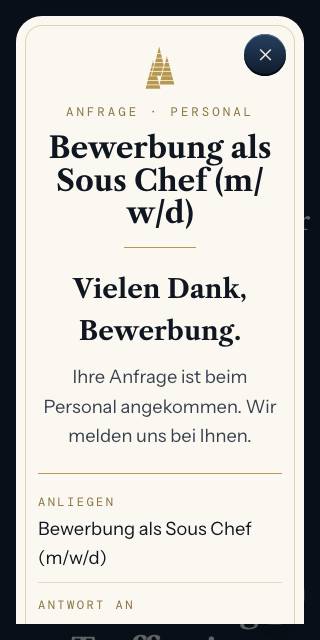 ANFRAGE · PERSONAL
Bewerbung als
Sous Chef (m/
w/d)
Vielen Dank,
Bewerbung.
Ihre Anfrage ist beim
Personal angekommen. Wir
melden uns bei Ihnen.
ANLIEGEN
Bewerbung als Sous Chef
(m/w/d)
ANTWORT AN